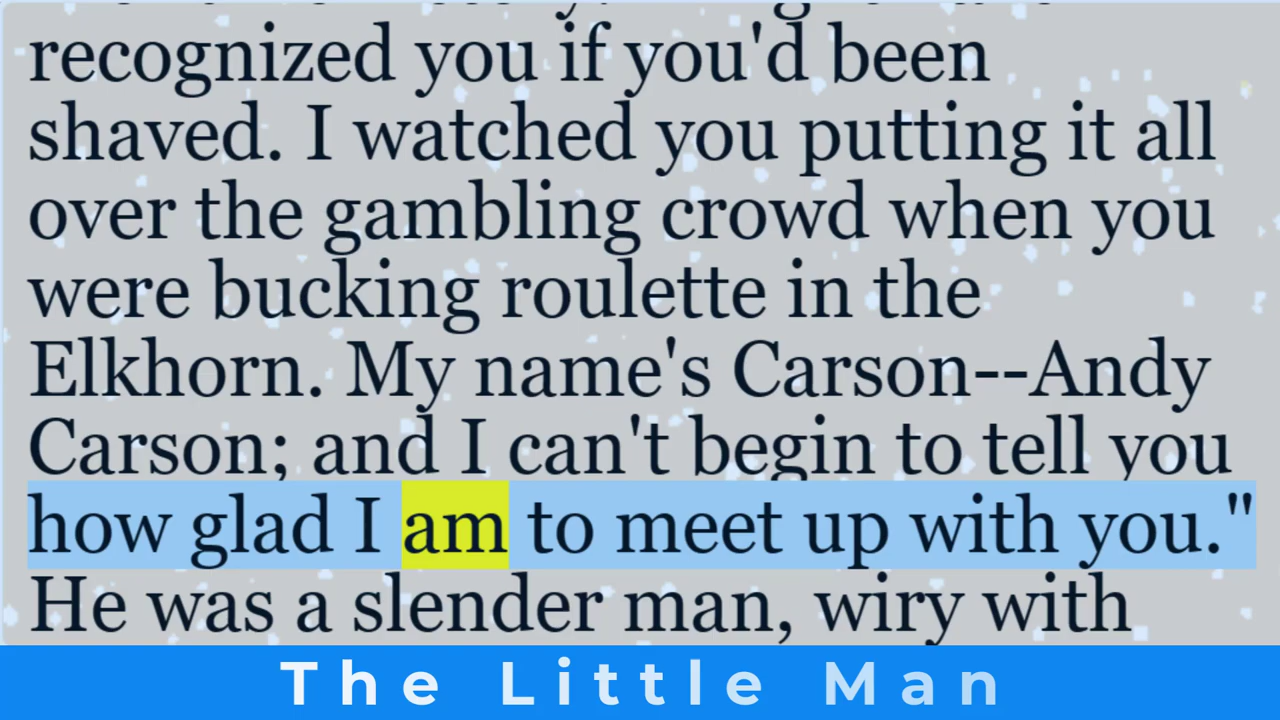 recognized you if you'd been
shaved. I watched you putting it all
over the gambling crowd when you
were bucking roulette in the
Elkhorn. My name's Carson--Andy
Carson; and I can't begin to tell you
how glad I am to meet up with you."
He was a slender man, wiry with
The Little Man